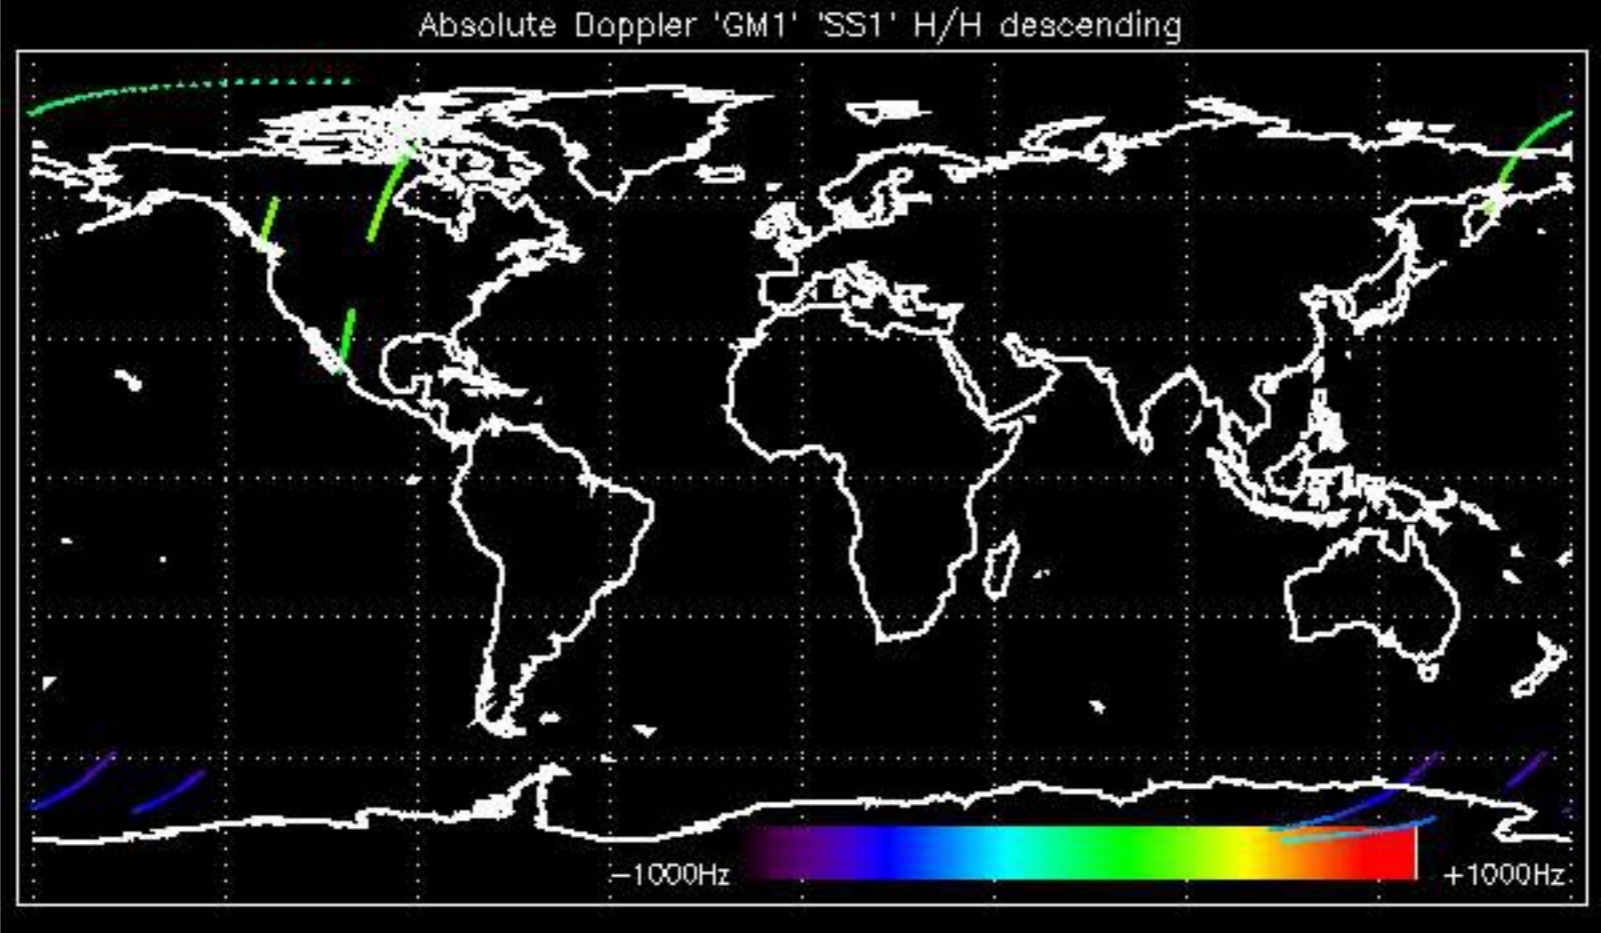 Absolute Doppler 'GM1' 'SS1' H/H descending
−1000Hz +1000Hz